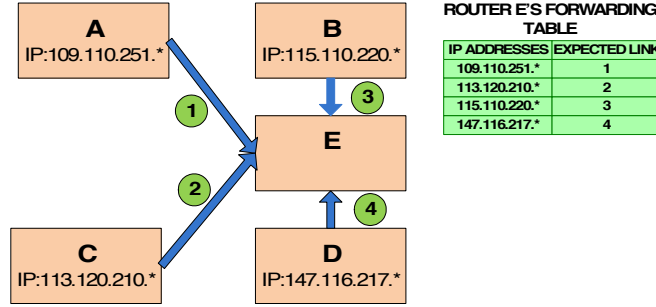 A
IP:109.110.251.*
B
IP:115.110.220.*
1
3
E
2
4
C
IP:113.120.210.*
D
IP:147.116.217.*
ROUTER E'S FORWARDING
TABLE
IP ADDRESSES EXPECTED LINK
109.110.251.* 1
113.120.210.* 2
115.110.220.* 3
147.116.217.* 4